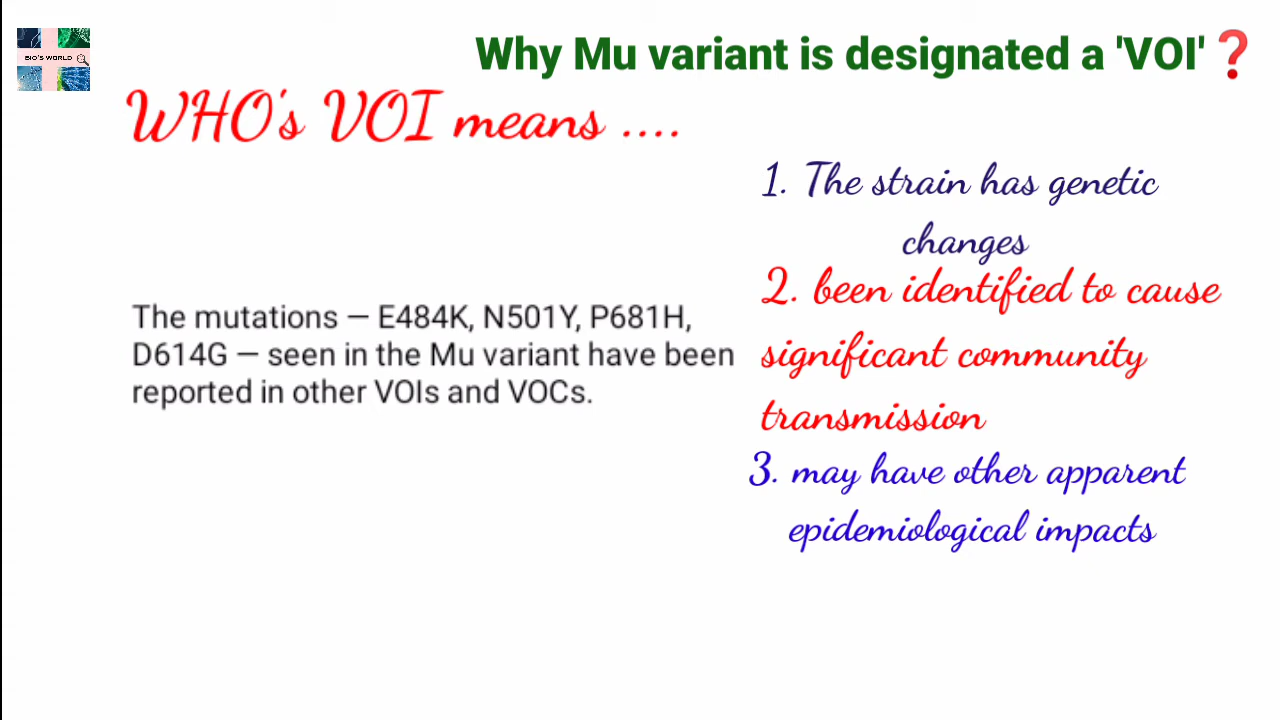 BIO'S WORLD
Why Mu variant is designated a 'VOI'❓
WHO's VOI means ....
The mutations — E484K, N501Y, P681H,
D614G — seen in the Mu variant have been
reported in other VOIs and VOCs.
1. The strain has genetic
changes
2. been identified to cause
significant community
transmission
3. may have other apparent
epidemiological impacts